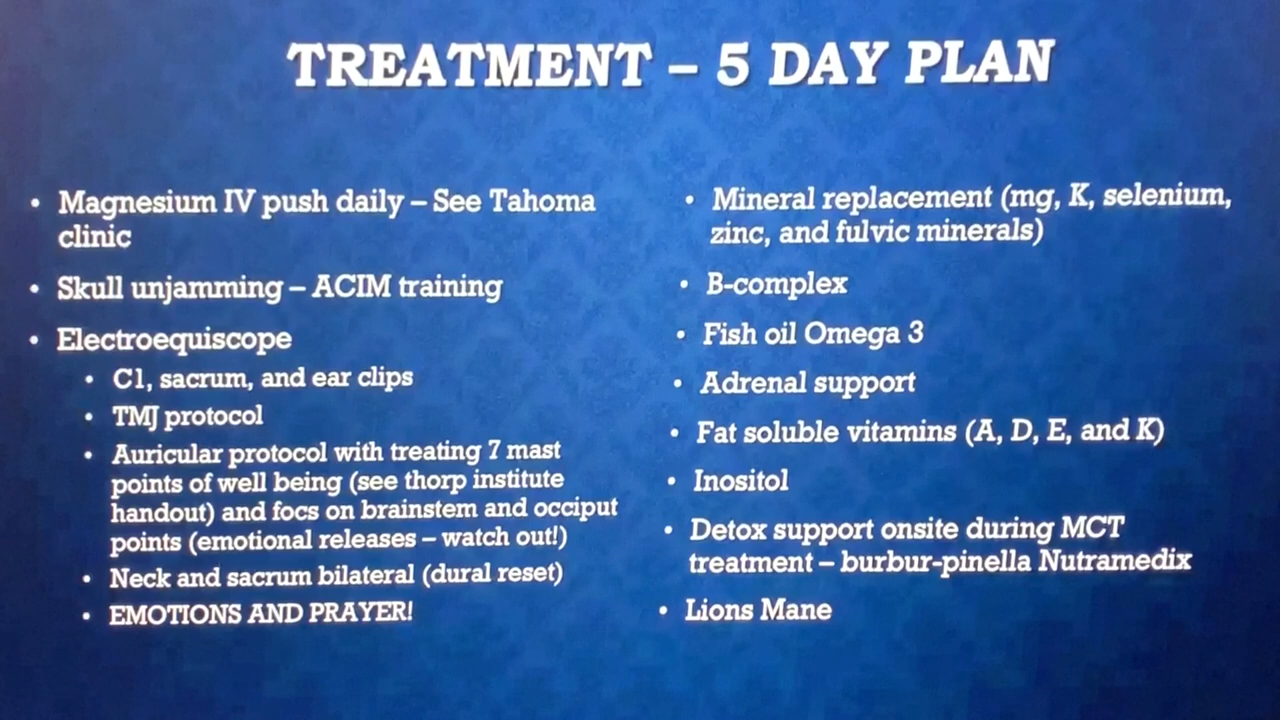 TREATMENT – 5 DAY PLAN
• Magnesium IV push daily – See Tahoma
clinic
• Skull unjamming – ACIM training
• Electroequiscope
• C1, sacrum, and ear clips
• TMJ protocol
• Auricular protocol with treating 7 mast
points of well being (see thorp institute
handout) and focs on brainstem and occiput
points (emotional releases – watch out!)
• Neck and sacrum bilateral (dural reset)
• EMOTIONS AND PRAYER!
• Mineral replacement (mg, K, selenium,
zinc, and fulvic minerals)
• B-complex
• Fish oil Omega 3
• Adrenal support
• Fat soluble vitamins (A, D, E, and K)
• Inositol
• Detox support onsite during MCT
treatment – burbur-pinella Nutramedix
• Lions Mane